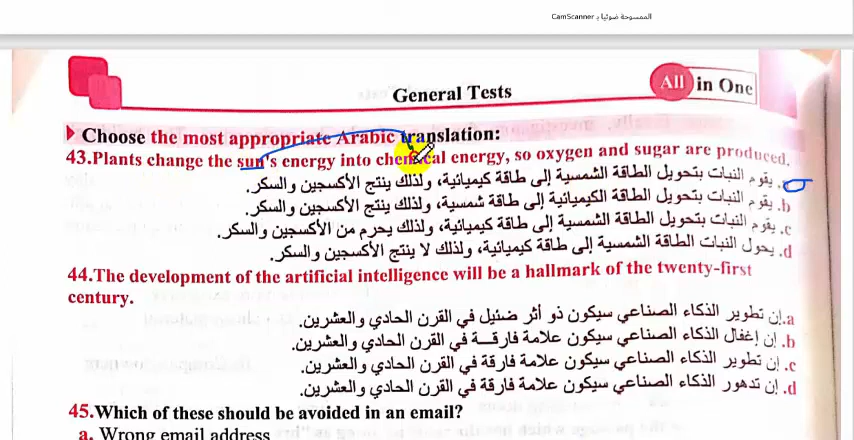 الممسوحة ضوئيا بـ CamScanner
General Tests
All in One
Choose the most appropriate Arabic translation:
43.Plants change the sun's energy into chemical energy, so oxygen and sugar are produced.
يقوم النبات بتحويل الطاقة الشمسية إلى طاقة كيميائية، ولذلك ينتج الأكسجين والسكر.
b. يقوم النبات بتحويل الطاقة الكيميائية إلى طاقة شمسية، ولذلك ينتج الأكسجين والسكر.
c. يقوم النبات بتحويل الطاقة الشمسية إلى طاقة كيميائية، ولذلك يحرم من الأكسجين والسكر.
d. يحول النبات الطاقة الشمسية إلى طاقة كيميائية، ولذلك لا ينتج الأكسجين والسكر.
44.The development of the artificial intelligence will be a hallmark of the twenty-first
century.
a. إن تطوير الذكاء الصناعي سيكون ذو أثر ضئيل في القرن الحادي والعشرين.
b. إن إغفال الذكاء الصناعي سيكون علامة فارقـــة في القرن الحادي والعشرين.
c. إن تطوير الذكاء الصناعي سيكون علامة فارقة في القرن الحادي والعشرين.
d. إن تدهور الذكاء الصناعي سيكون علامة فارقة في القرن الحادي والعشرين.
45.Which of these should be avoided in an email?
a. Wrong email address